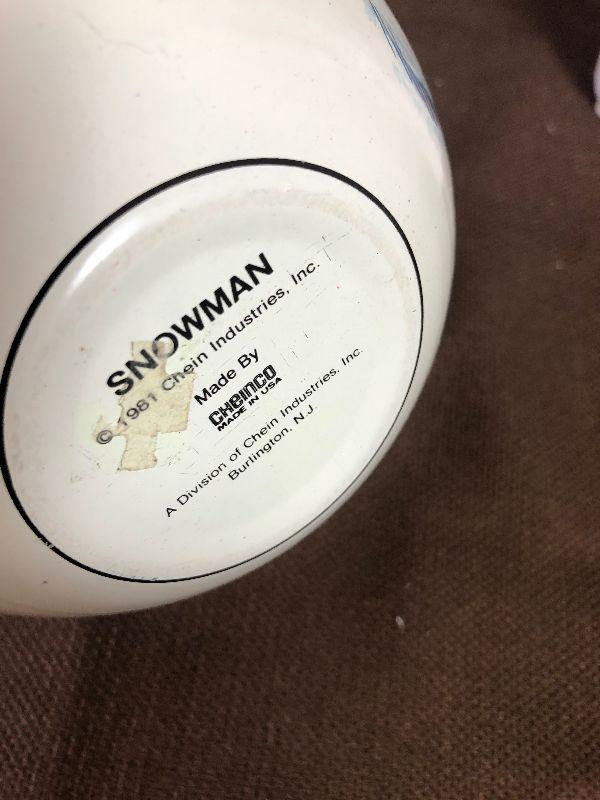 SNOWMAN
© 1981 Chein Industries, Inc.
Made By
CHEINCO
MADE IN USA
A Division of Chein Industries, Inc.
Burlington, N.J.